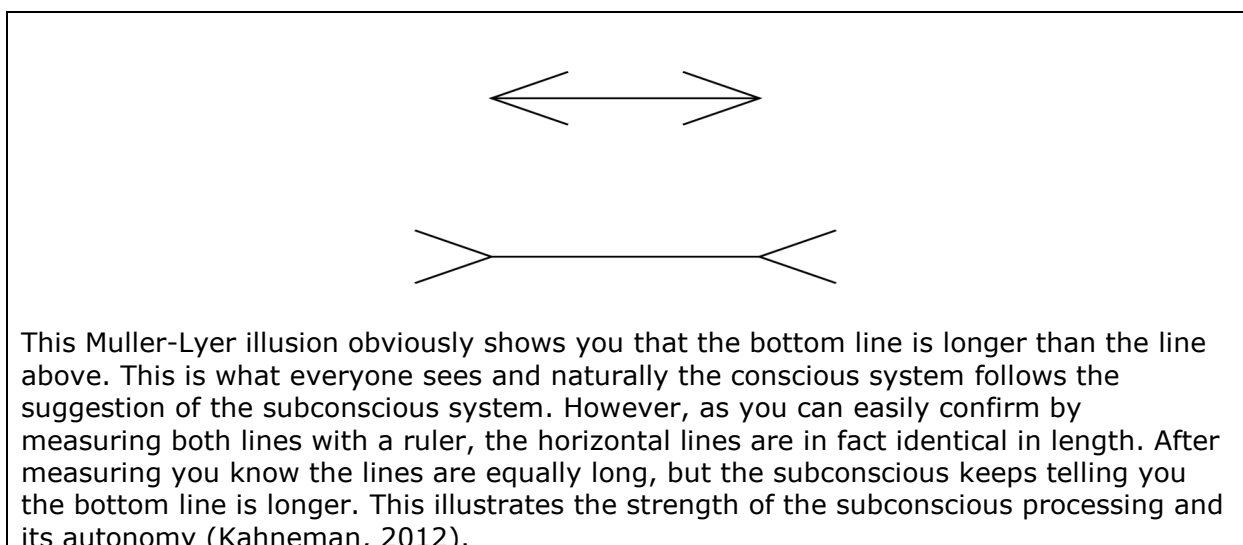 This Muller-Lyer illusion obviously shows you that the bottom line is longer than the line
above. This is what everyone sees and naturally the conscious system follows the
suggestion of the subconscious system. However, as you can easily confirm by
measuring both lines with a ruler, the horizontal lines are in fact identical in length. After
measuring you know the lines are equally long, but the subconscious keeps telling you
the bottom line is longer. This illustrates the strength of the subconscious processing and
its autonomy (Kahneman, 2012).